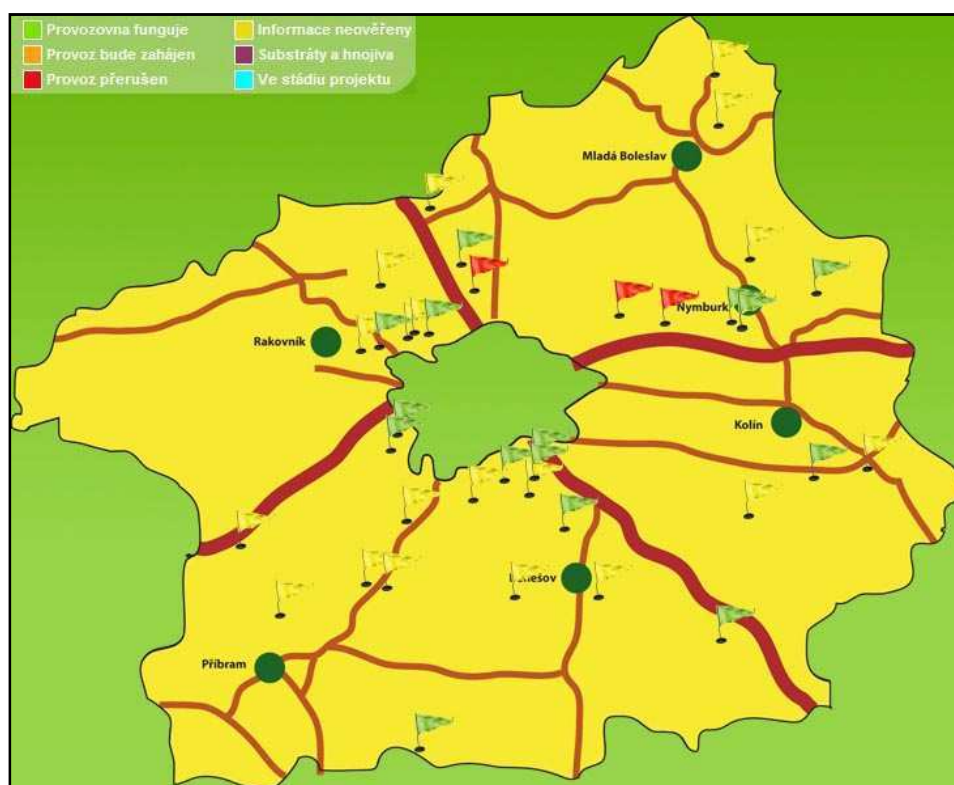 Provozovna funguje
Informace neověřeny
Provoz bude zahájen
Substráty a hnojiva
Provoz přerušen
Ve stádiu projektu
Mladá Boleslav
Nymburk
Rakovník
Kolín
Příbram